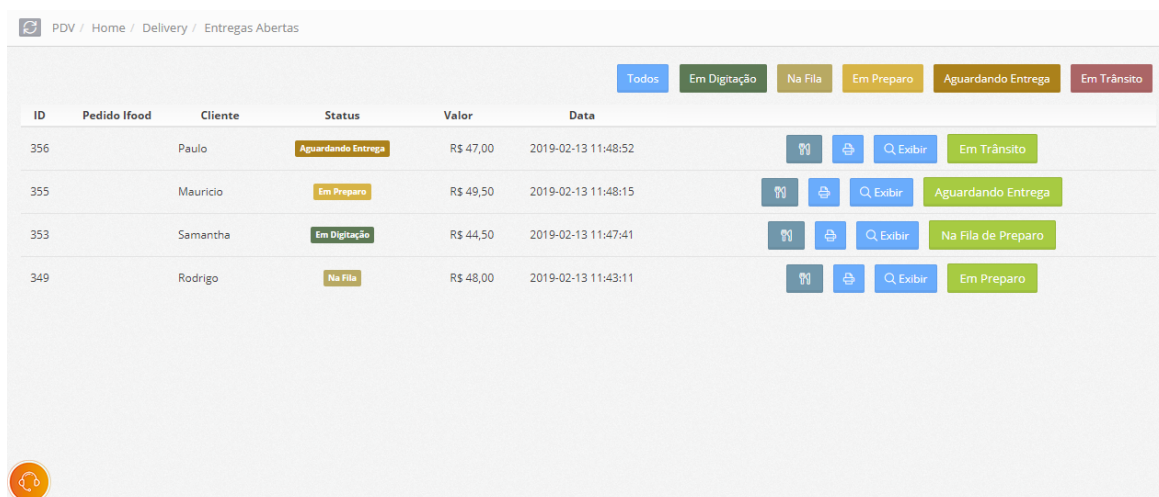 PDV / Home / Delivery / Entregas Abertas
Todos Em Digitação Na Fila Em Preparo Aguardando Entrega Em Trânsito
ID Pedido Ifood Cliente Status Valor Data
356 Paulo Aguardando Entrega R$ 47,00 2019-02-13 11:48:52 Exibir Em Trânsito
355 Mauricio Em Preparo R$ 49,50 2019-02-13 11:48:15 Exibir Aguardando Entrega
353 Samantha Em Digitação R$ 44,50 2019-02-13 11:47:41 Exibir Na Fila de Preparo
349 Rodrigo Na Fila R$ 48,00 2019-02-13 11:43:11 Exibir Em Preparo